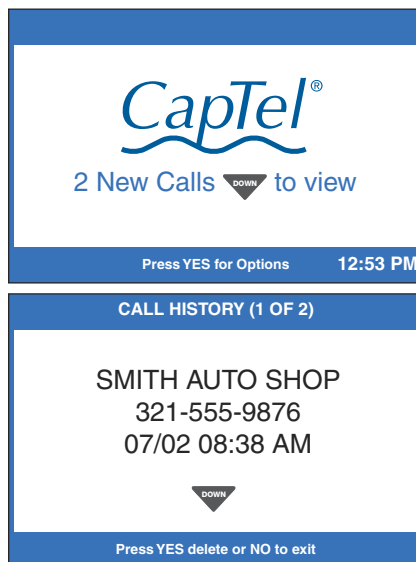 CapTel®
2 New Calls DOWN to view
Press YES for Options 12:53 PM
CALL HISTORY (1 OF 2)
SMITH AUTO SHOP
321-555-9876
07/02 08:38 AM
DOWN
Press YES delete or NO to exit